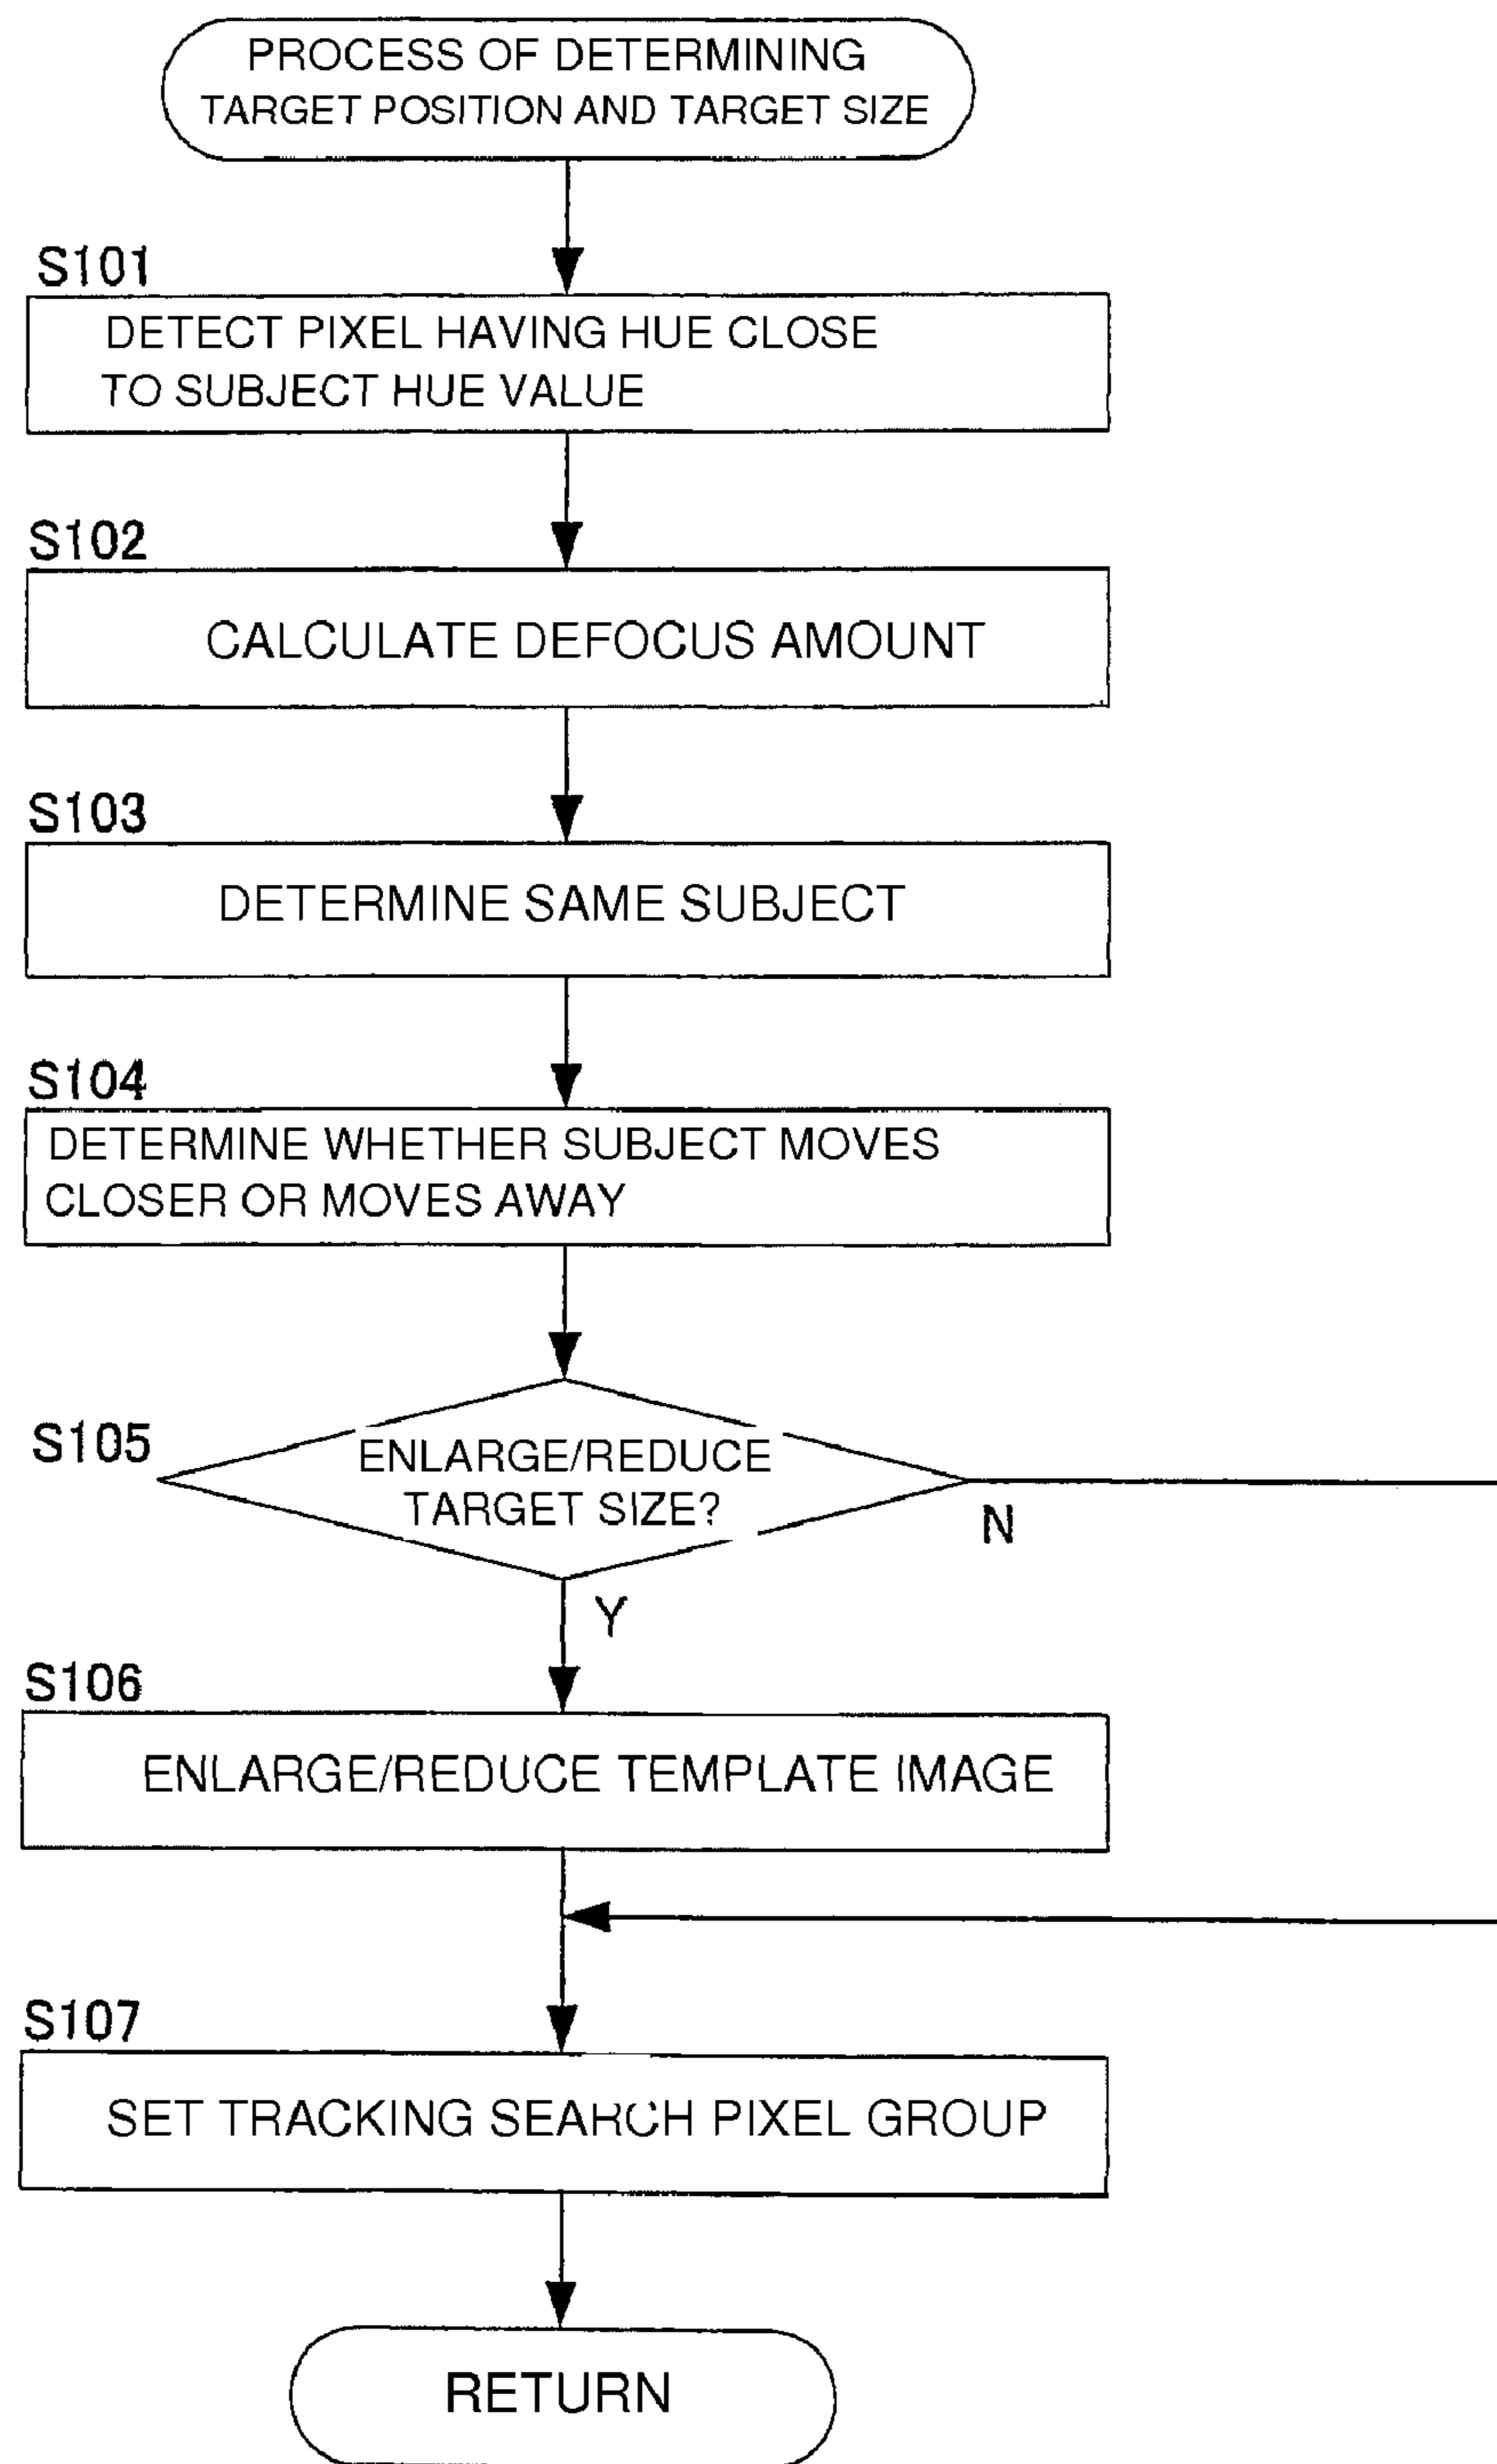 PROCESS OF DETERMINING
TARGET POSITION AND TARGET SIZE
S101
DETECT PIXEL HAVING HUE CLOSE
TO SUBJECT HUE VALUE
S102
CALCULATE DEFOCUS AMOUNT
S103
DETERMINE SAME SUBJECT
S104
DETERMINE WHETHER SUBJECT MOVES
CLOSER OR MOVES AWAY
S105
ENLARGE/REDUCE
TARGET SIZE?
N
Y
S106
ENLARGE/REDUCE TEMPLATE IMAGE
S107
SET TRACKING SEARCH PIXEL GROUP
RETURN